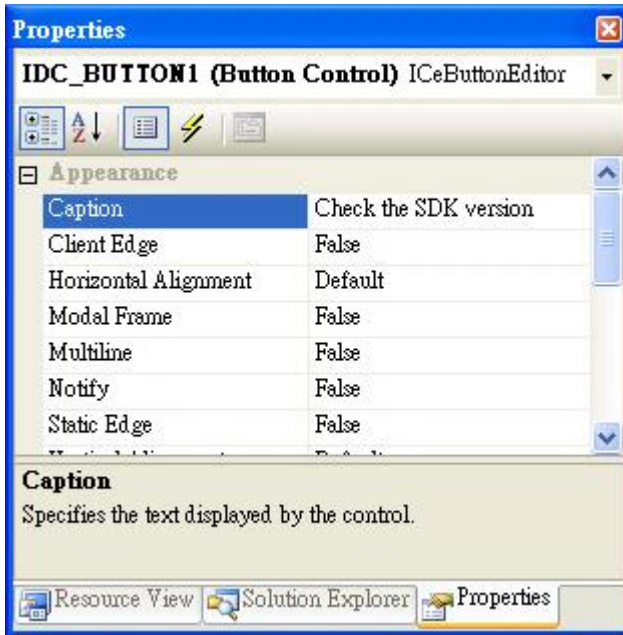 Properties
IDC_BUTTON1 (Button Control) ICeButtonEditor
Appearance
Caption Check the SDK version
Client Edge False
Horizontal Alignment Default
Modal Frame False
Multiline False
Notify False
Static Edge False
Caption
Specifies the text displayed by the control.
Resource View Solution Explorer Properties